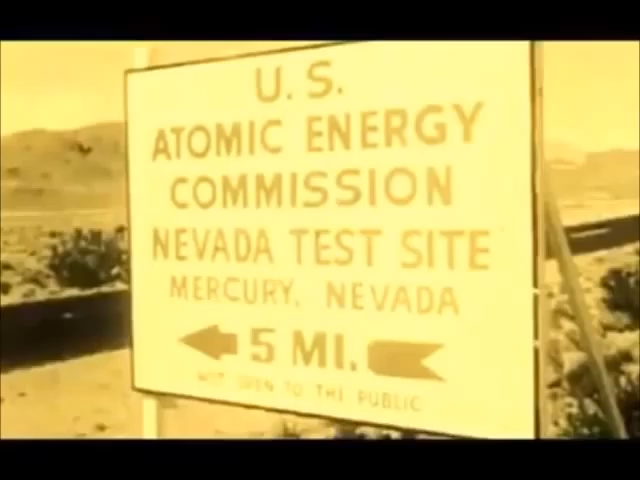 U. S.
ATOMIC ENERGY
COMMISSION
NEVADA TEST SITE
MERCURY, NEVADA
5 MI.
NOT OPEN TO THE PUBLIC